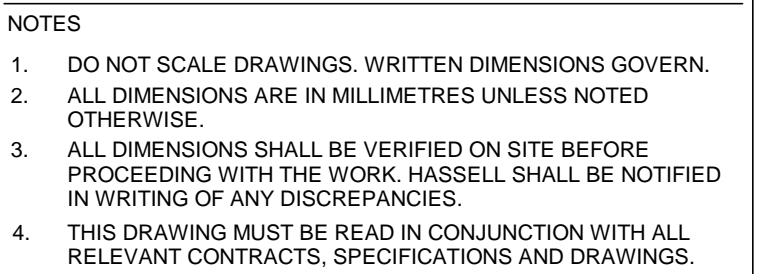 NOTES
1. DO NOT SCALE DRAWINGS. WRITTEN DIMENSIONS GOVERN.
2. ALL DIMENSIONS ARE IN MILLIMETRES UNLESS NOTED
OTHERWISE.
3. ALL DIMENSIONS SHALL BE VERIFIED ON SITE BEFORE
PROCEEDING WITH THE WORK. HASSELL SHALL BE NOTIFIED
IN WRITING OF ANY DISCREPANCIES.
4. THIS DRAWING MUST BE READ IN CONJUNCTION WITH ALL
RELEVANT CONTRACTS, SPECIFICATIONS AND DRAWINGS.